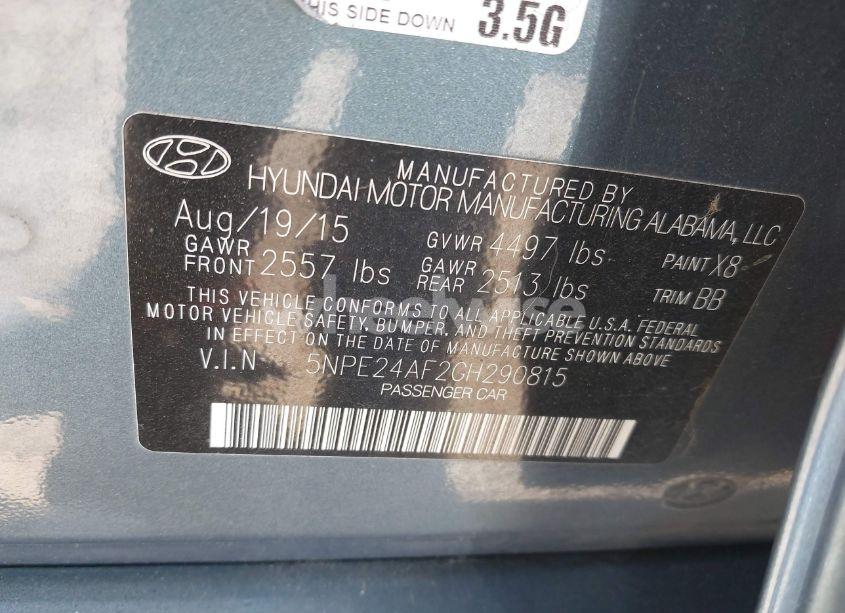 THIS SIDE DOWN 3.5G
MANUFACTURED BY
HYUNDAI MOTOR MANUFACTURING ALABAMA, LLC
Aug/19/15 GVWR 4497 lbs PAINT X8
GAWR FRONT 2557 lbs GAWR REAR 2513 lbs TRIM BB
THIS VEHICLE CONFORMS TO ALL APPLICABLE U.S.A. FEDERAL
MOTOR VEHICLE SAFETY, BUMPER, AND THEFT PREVENTION STANDARDS
IN EFFECT ON THE DATE OF MANUFACTURE SHOWN ABOVE
V.I.N 5NPE24AF2GH290815
PASSENGER CAR